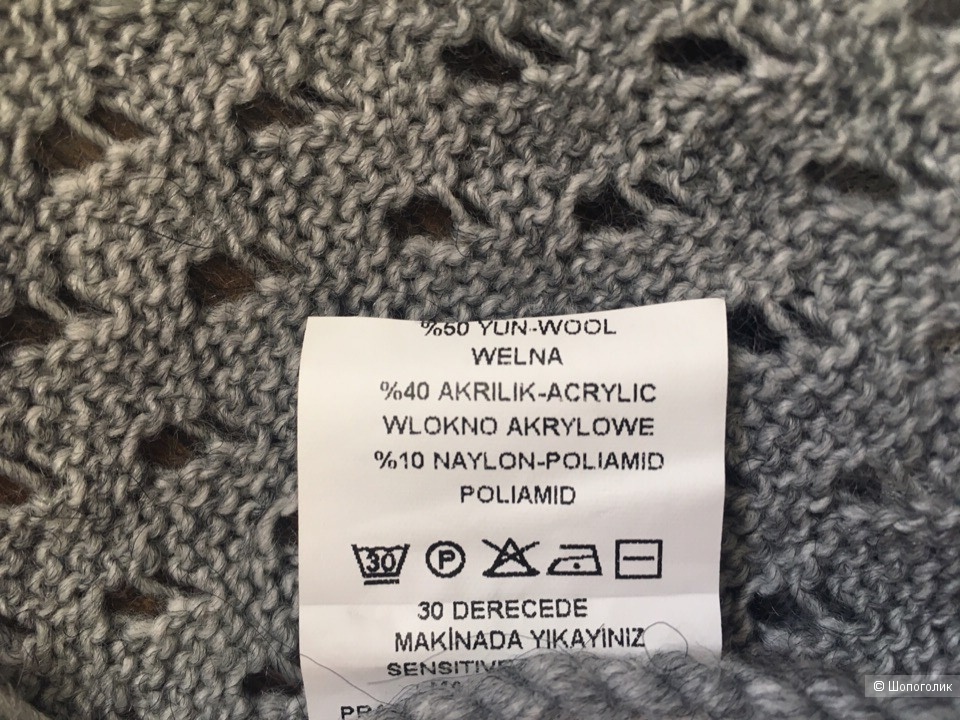 %50 YUN-WOOL
WELNA
%40 AKRILIK-ACRYLIC
WLOKNO AKRYLOWE
%10 NAYLON-POLIAMID
POLIAMID
30 P
30 DERECEDE
MAKİNADA YIKAYINIZ
SENSITIVE
© Шопоголик